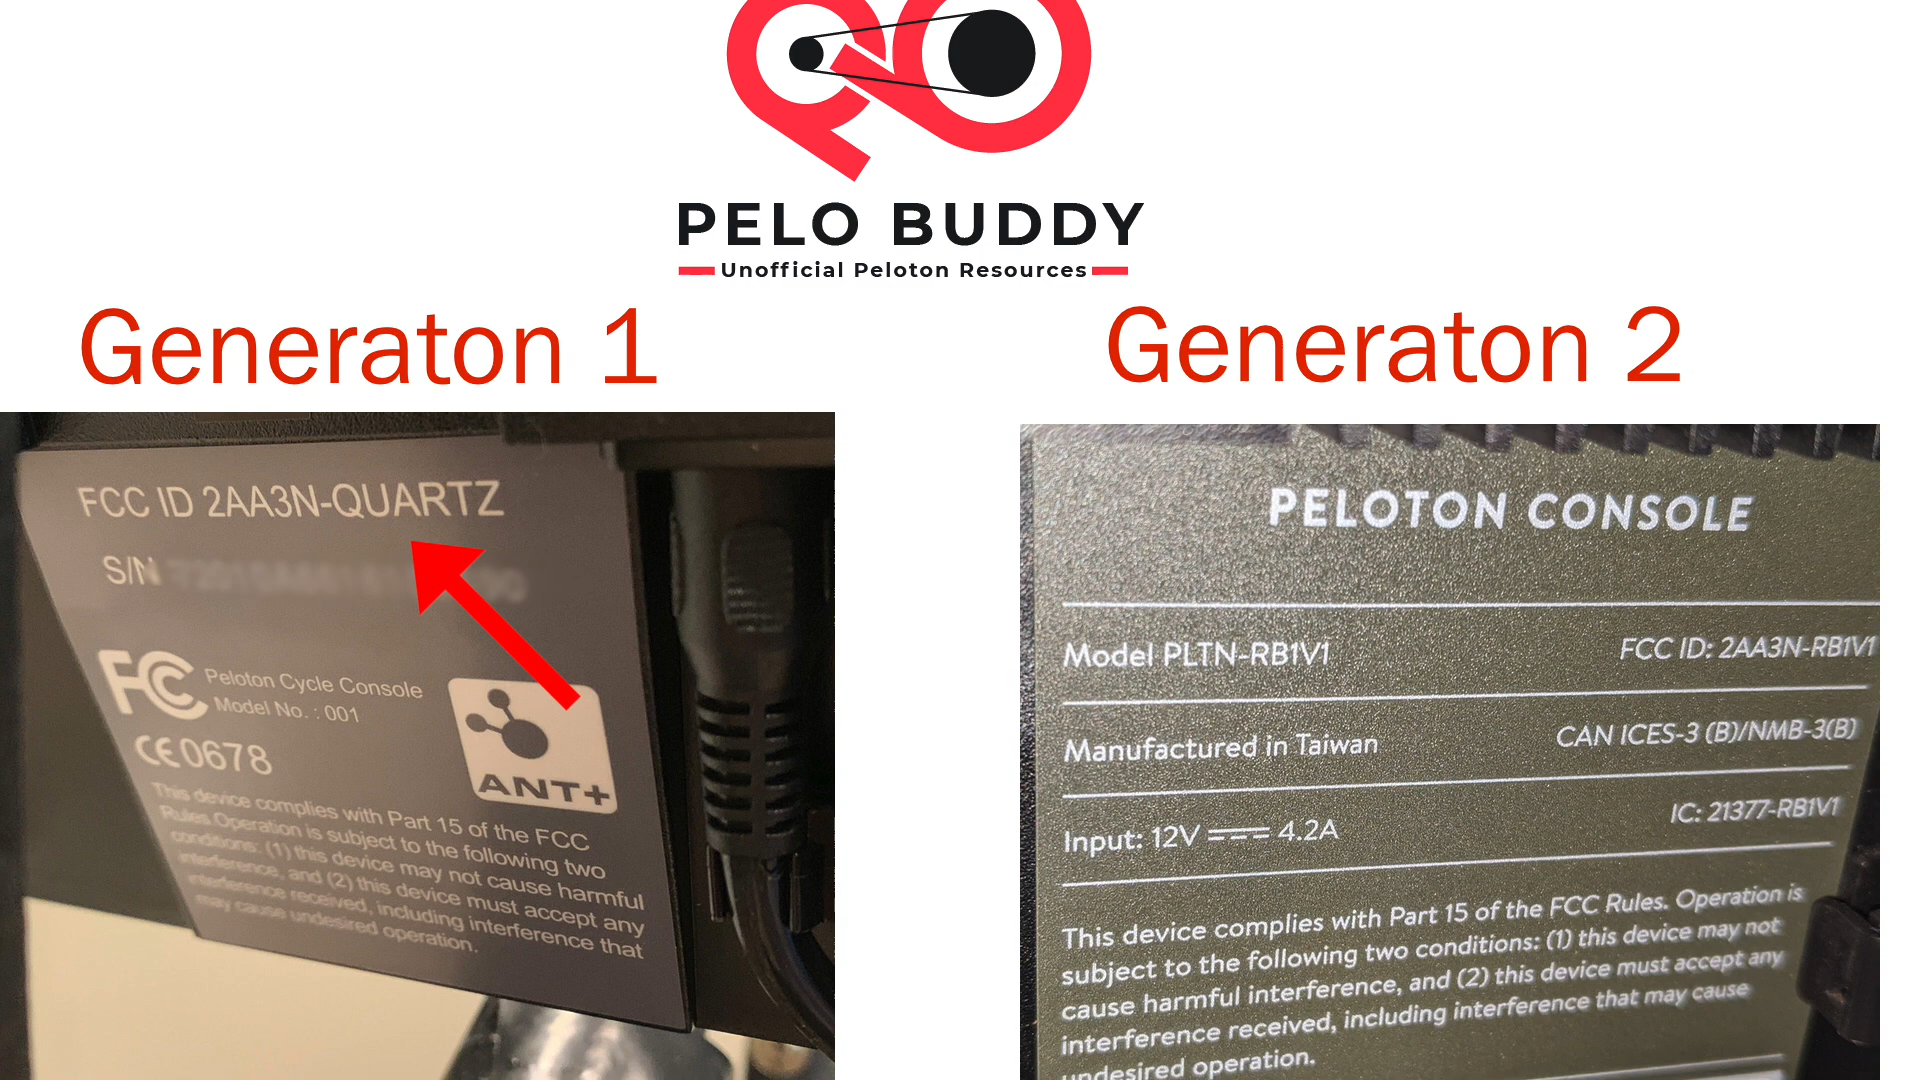 PELO BUDDY
Unofficial Peloton Resources
Generaton 1
FCC ID 2AA3N-QUARTZ
S/N
FC Peloton Cycle Console
Model No. : 001
CE0678
ANT+
This device complies with Part 15 of the FCC
Rules Operation is subject to the following two
conditions: (1) this device may not cause harmful
interference, and (2) this device must accept any
interference received, including interference that
may cause undesired operation.
Generaton 2
PELOTON CONSOLE
Model PLTN-RB1V1
FCC ID: 2AA3N-RB1V1
Manufactured in Taiwan
CAN ICES-3 (B)/NMB-3(B)
Input: 12V 4.2A
IC: 21377-RB1V1
This device complies with Part 15 of the FCC Rules. Operation is
subject to the following two conditions: (1) this device may not
cause harmful interference, and (2) this device must accept any
interference received, including interference that may cause
undesired operation.